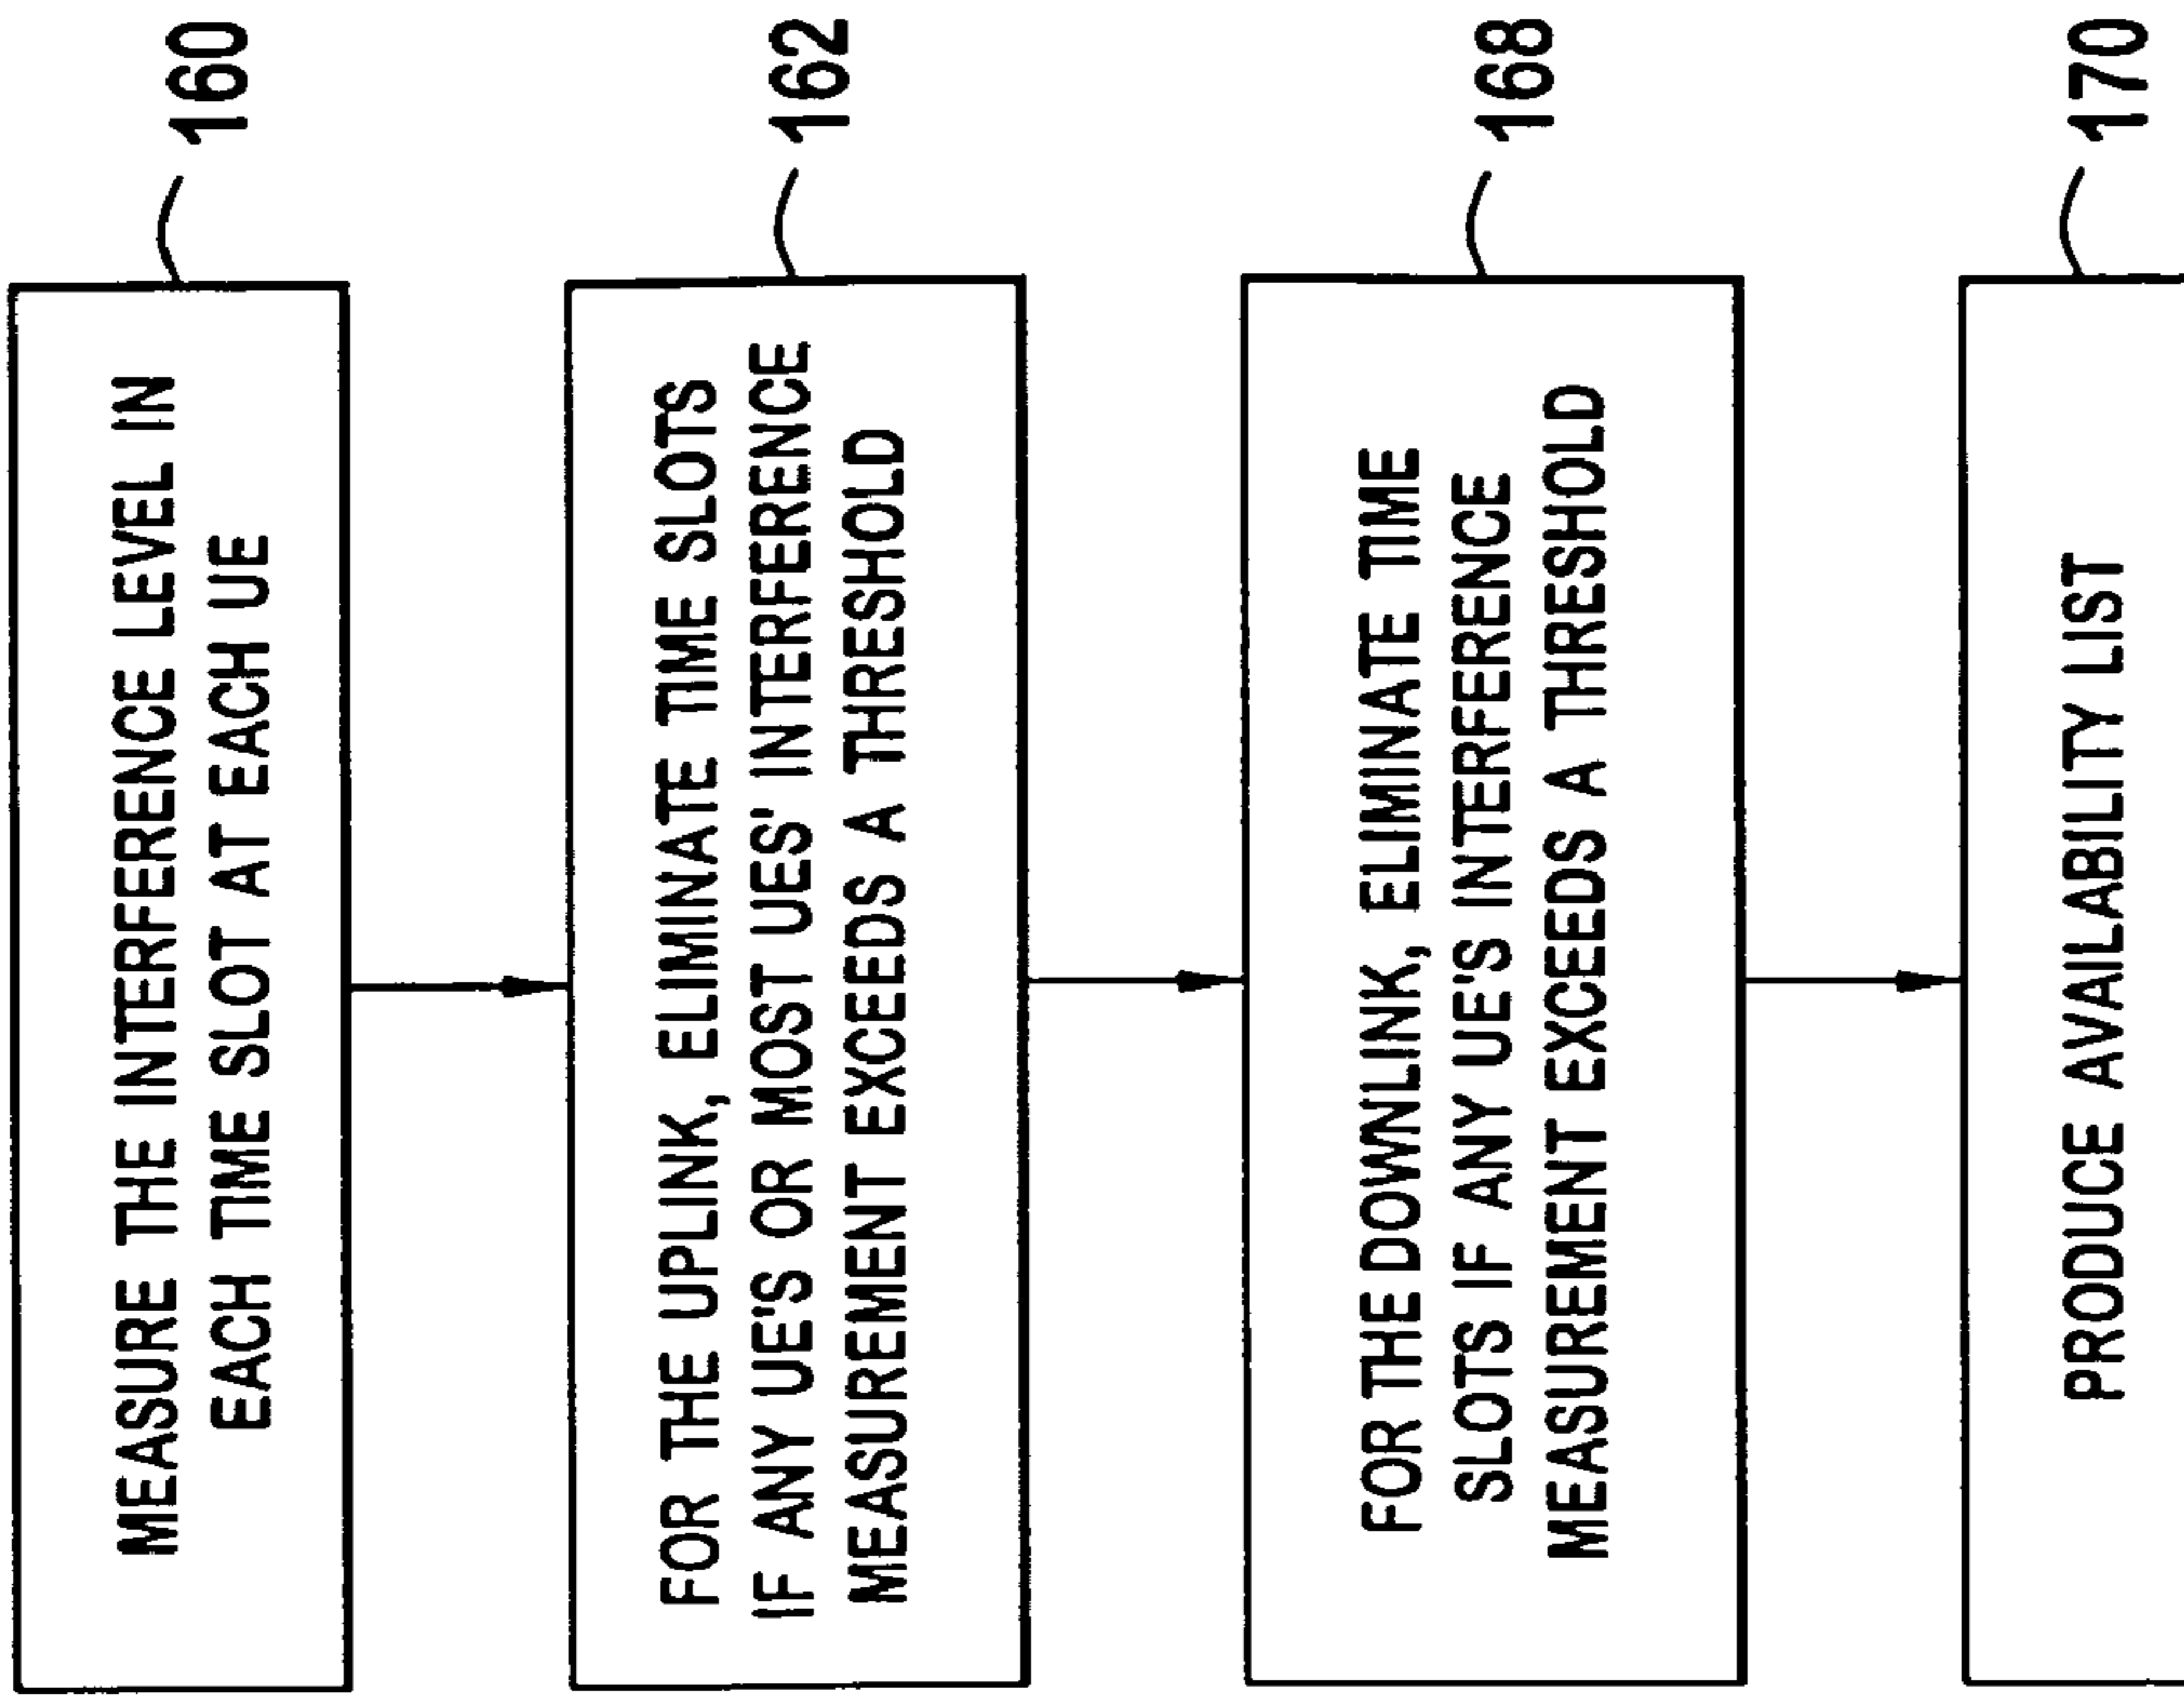 MEASURE THE INTERFERENCE LEVEL IN
EACH TIME SLOT AT EACH UE
160
FOR THE UPLINK, ELIMINATE TIME SLOTS
IF ANY UE'S OR MOST UES' INTERFERENCE
MEASUREMENT EXCEEDS A THRESHOLD
162
FOR THE DOWNLINK, ELIMINATE TIME
SLOTS IF ANY UE'S INTERFERENCE
MEASUREMENT EXCEEDS A THRESHOLD
168
PRODUCE AVAILABILITY LIST
170